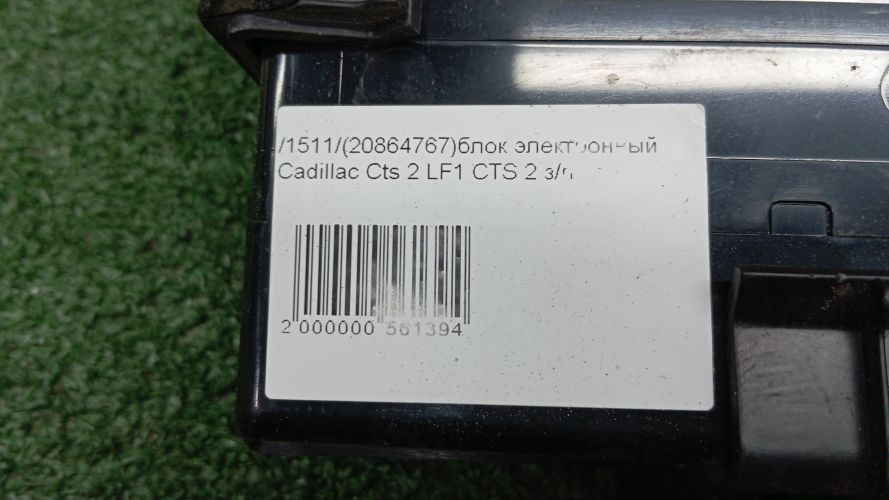 /1511/(20864767)блок электронный
Cadillac Cts 2 LF1 CTS 2
2 000000 561394